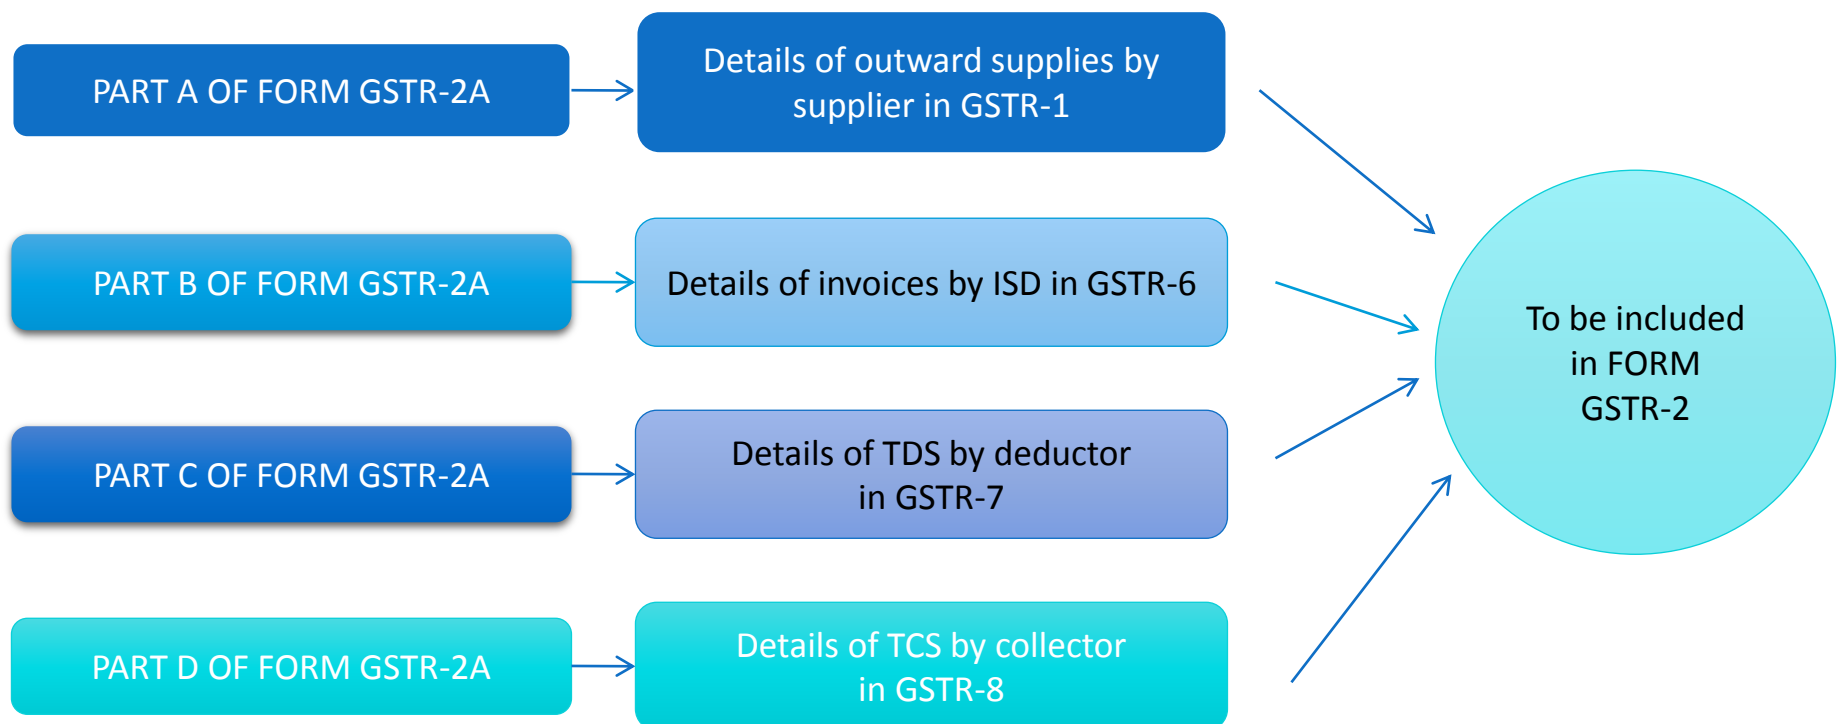 PART A OF FORM GSTR-2A
Details of outward supplies by
supplier in GSTR-1
PART B OF FORM GSTR-2A
Details of invoices by ISD in GSTR-6
PART C OF FORM GSTR-2A
Details of TDS by deductor
in GSTR-7
PART D OF FORM GSTR-2A
Details of TCS by collector
in GSTR-8
To be included
in FORM
GSTR-2